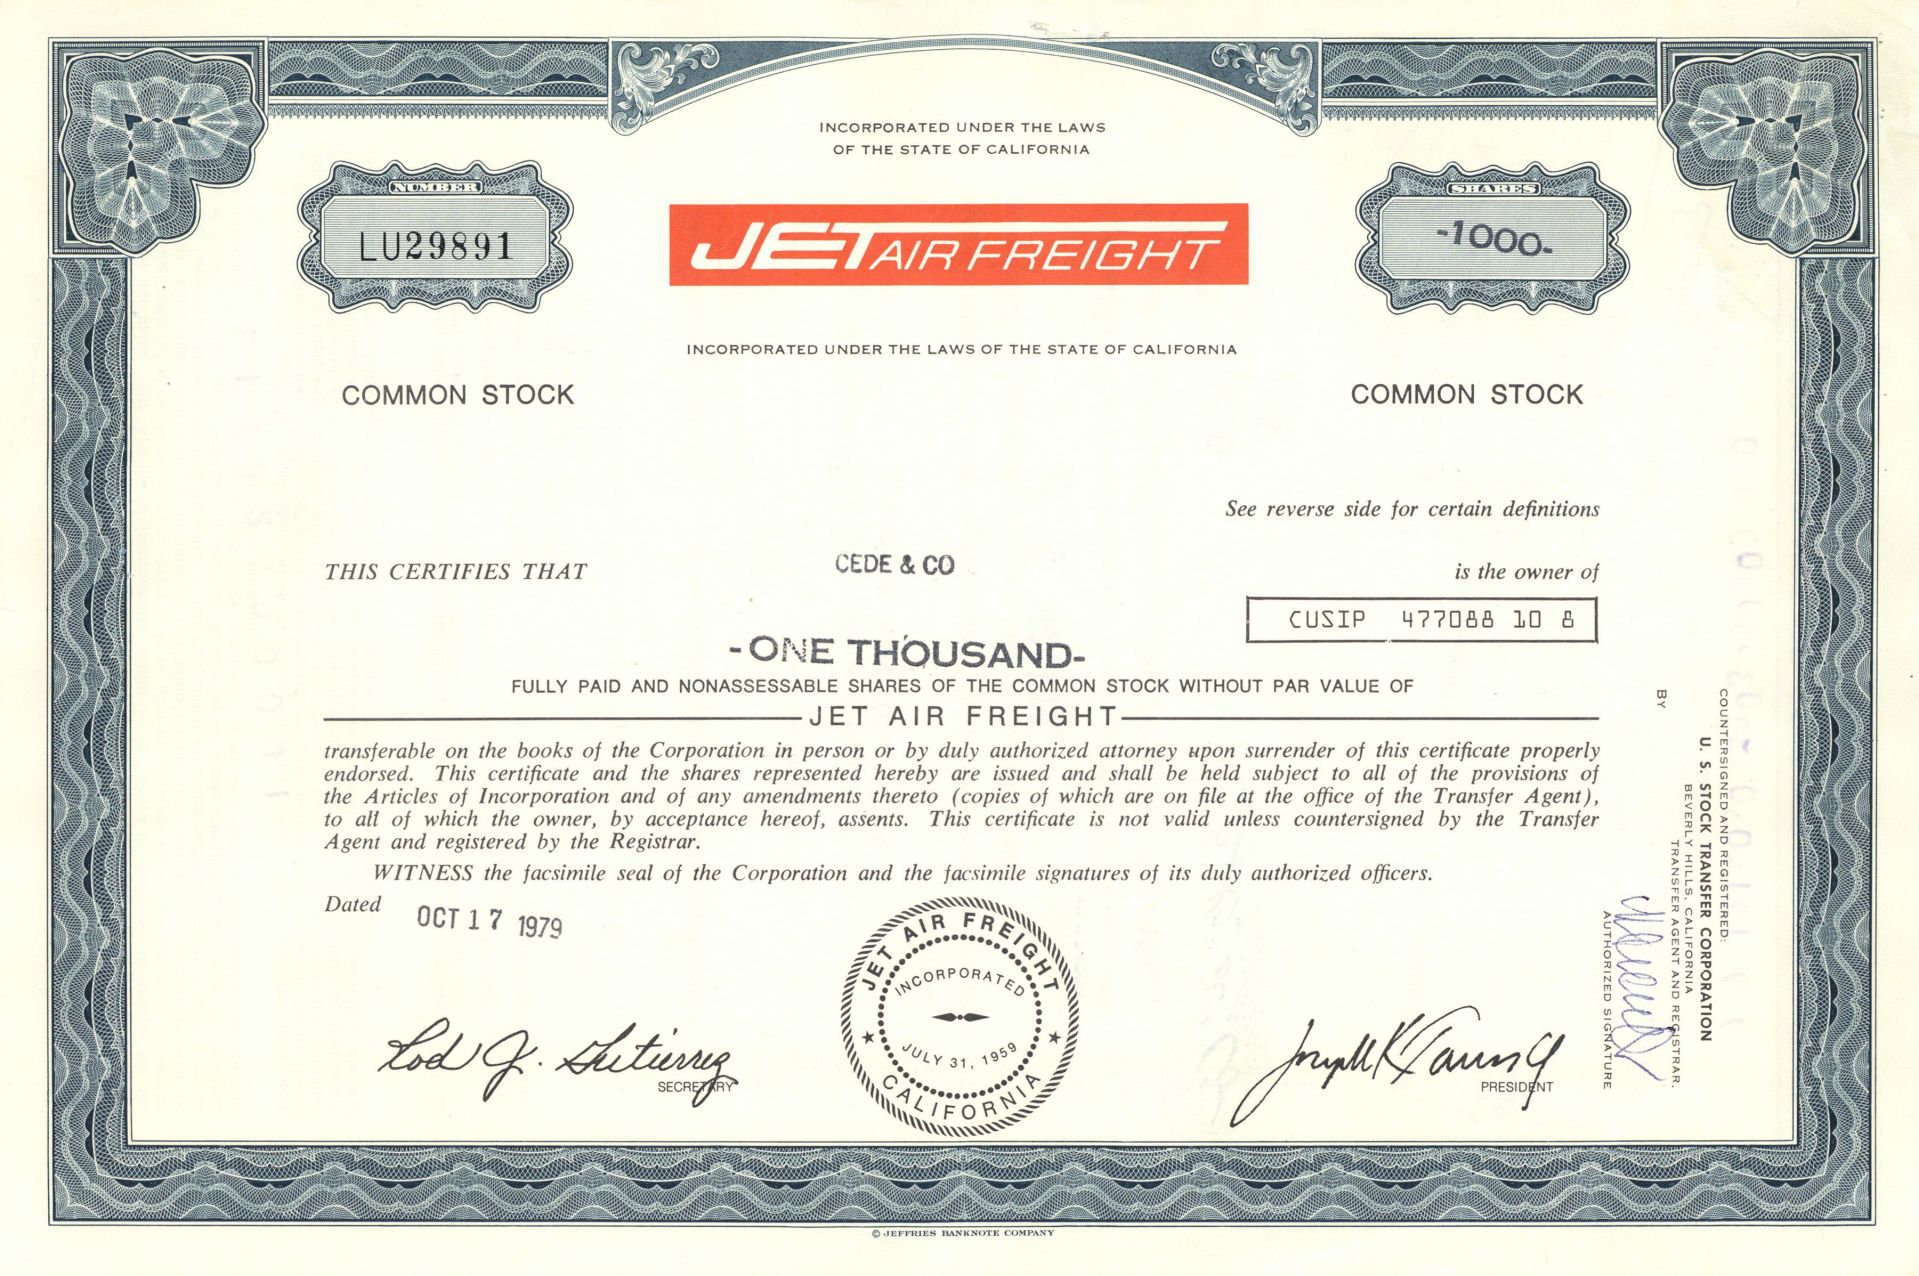 INCORPORATED UNDER THE LAWS
OF THE STATE OF CALIFORNIA
NUMBER
LU29891
JET AIR FREIGHT
SHARES
-1000-
INCORPORATED UNDER THE LAWS OF THE STATE OF CALIFORNIA
COMMON STOCK
COMMON STOCK
See reverse side for certain definitions
THIS CERTIFIES THAT CEDE & CO is the owner of
CUSIP 477088 10 8
-ONE THOUSAND-
FULLY PAID AND NONASSESSABLE SHARES OF THE COMMON STOCK WITHOUT PAR VALUE OF
JET AIR FREIGHT
transferable on the books of the Corporation in person or by duly authorized attorney upon surrender of this certificate properly
endorsed. This certificate and the shares represented hereby are issued and shall be held subject to all of the provisions of
the Articles of Incorporation and of any amendments thereto (copies of which are on file at the office of the Transfer Agent),
to all of which the owner, by acceptance hereof, assents. This certificate is not valid unless countersigned by the Transfer
Agent and registered by the Registrar.
WITNESS the facsimile seal of the Corporation and the facsimile signatures of its duly authorized officers.
Dated OCT 17 1979
Rod J. Gutierrez
SECRETARY
JET AIR FREIGHT
INCORPORATED
JULY 31, 1959
CALIFORNIA
PRESIDENT
COUNTERSIGNED AND REGISTERED:
U. S. STOCK TRANSFER CORPORATION
BEVERLY HILLS, CALIFORNIA
TRANSFER AGENT AND REGISTRAR.
BY
AUTHORIZED SIGNATURE
© JEFFRIES BANKNOTE COMPANY